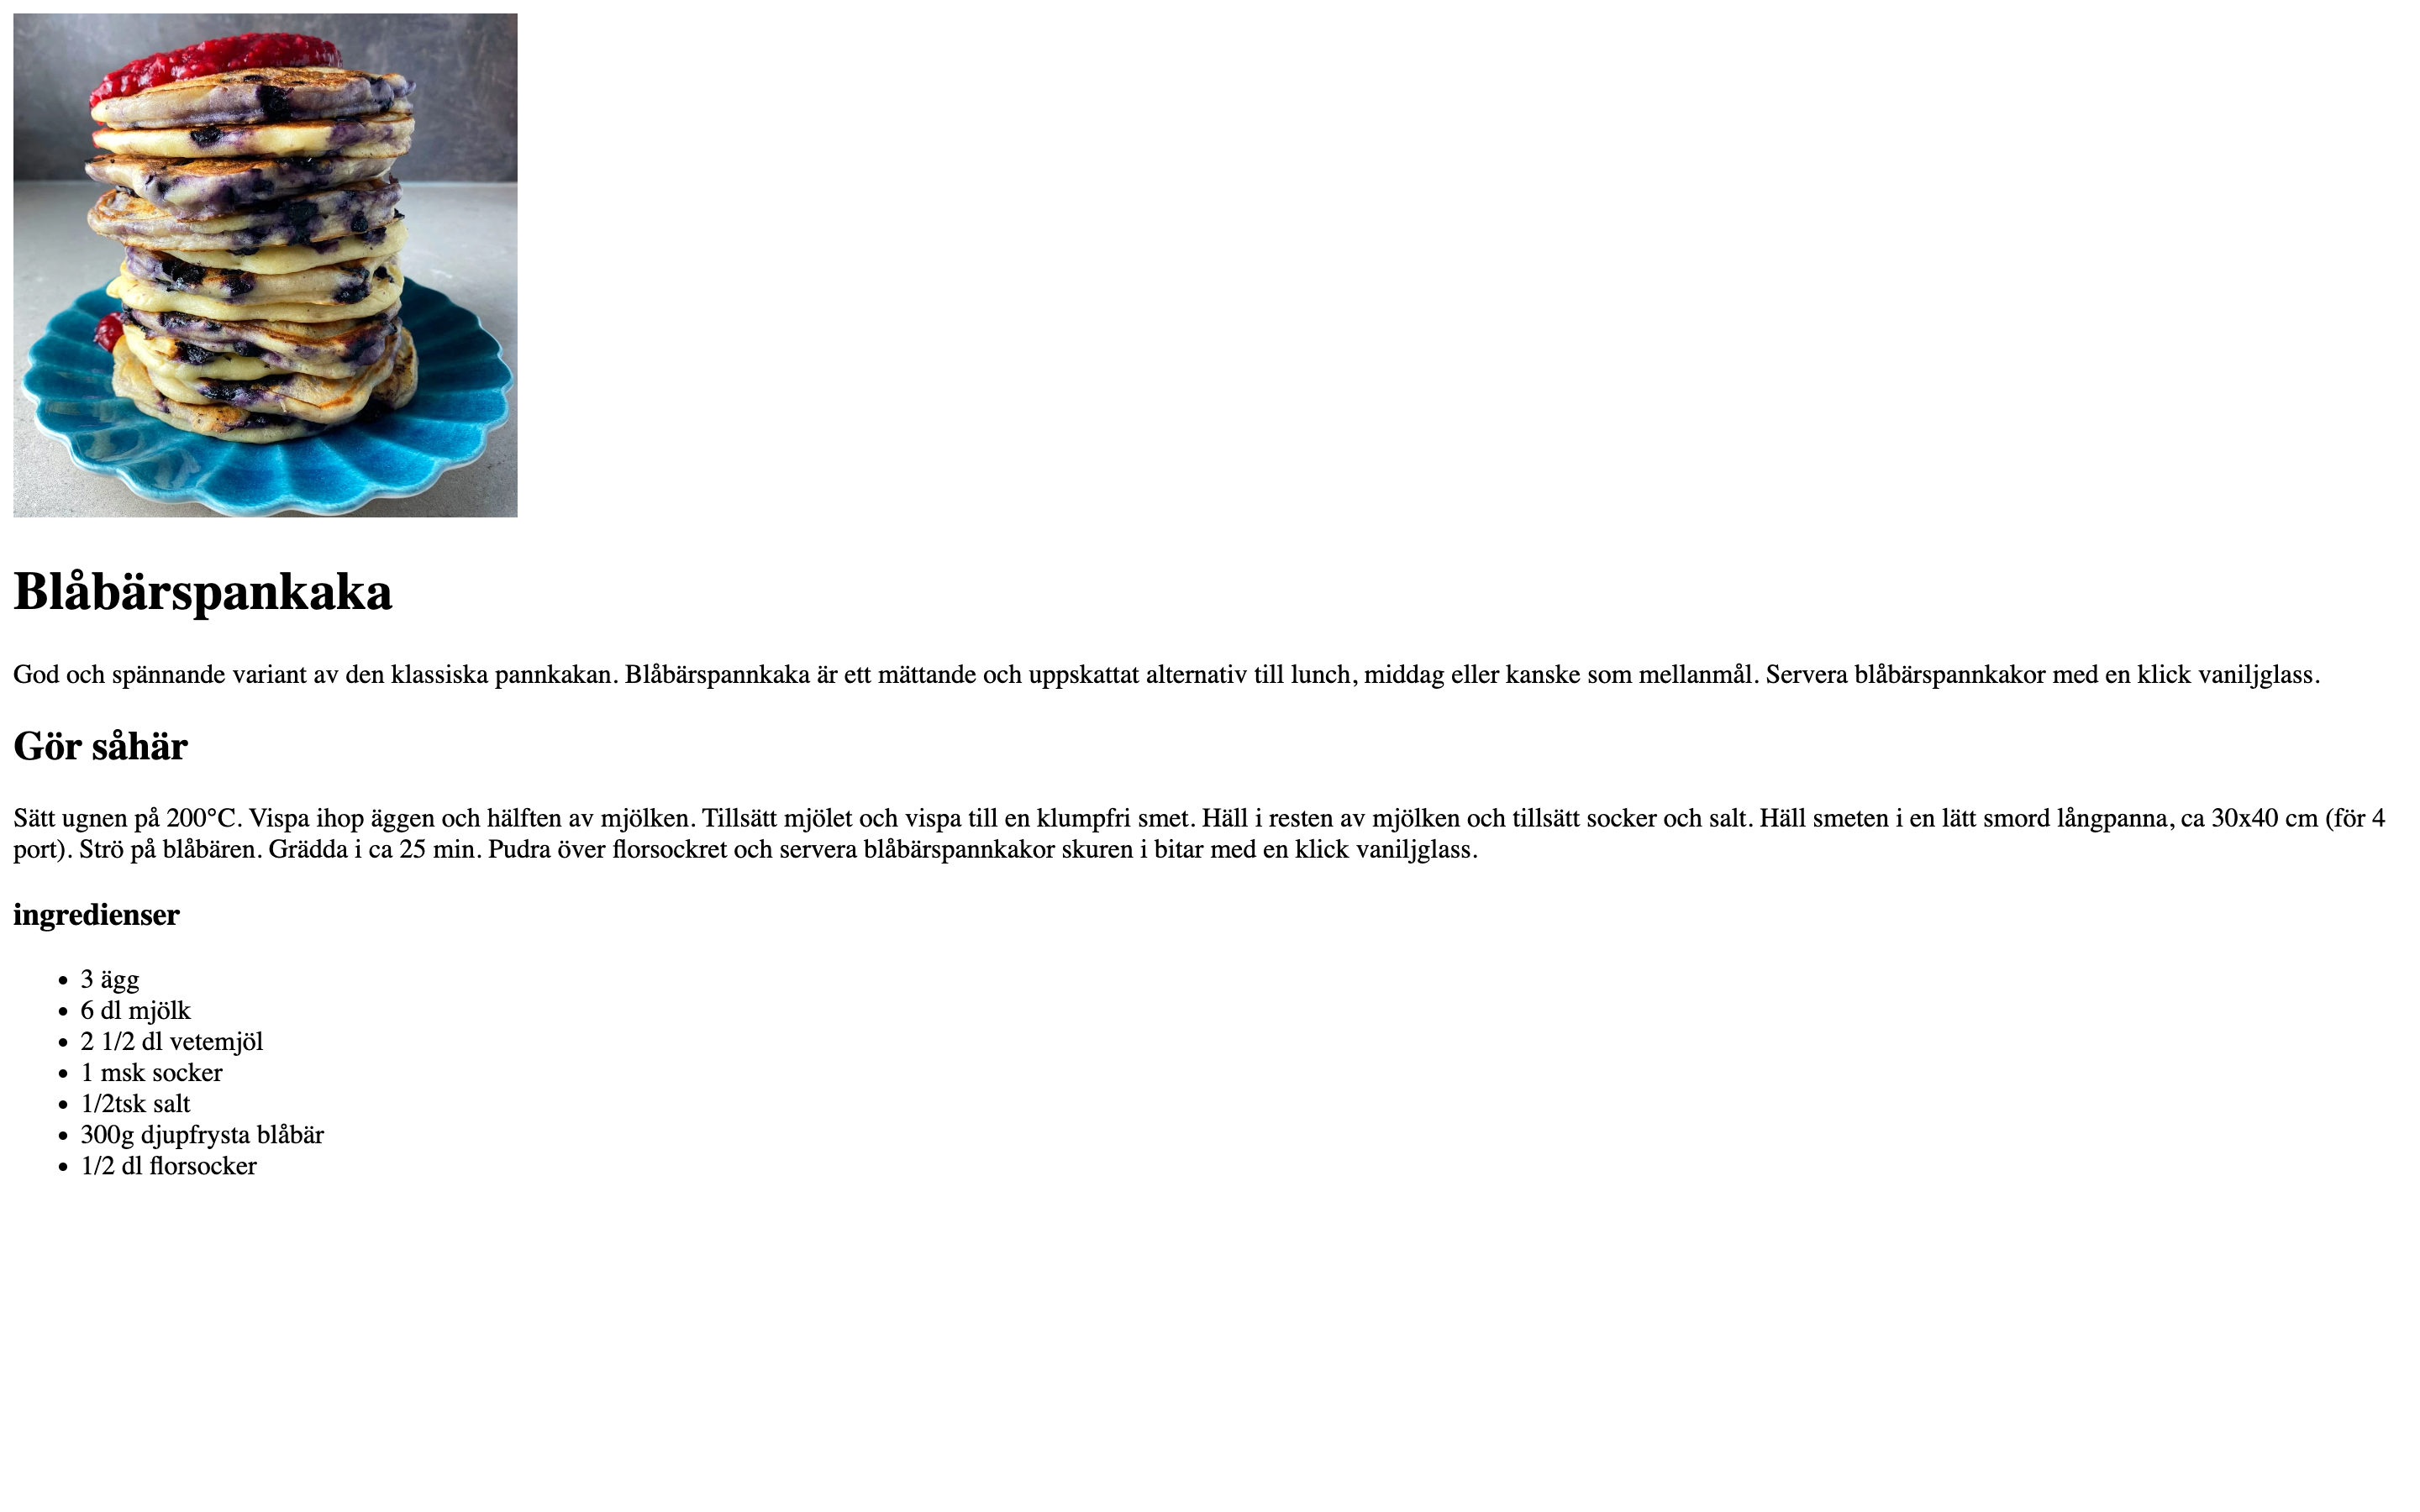 Blåbärspankaka
God och spännande variant av den klassiska pannkakan. Blåbärspannkaka är ett mättande och uppskattat alternativ till lunch, middag eller kanske som mellanmål. Servera blåbärspannkakor med en klick vaniljglass.
Gör såhär
Sätt ugnen på 200°C. Vispa ihop äggen och hälften av mjölken. Tillsätt mjölet och vispa till en klumpfri smet. Häll i resten av mjölken och tillsätt socker och salt. Häll smeten i en lätt smord långpanna, ca 30x40 cm (för 4
port). Strö på blåbären. Grädda i ca 25 min. Pudra över florsockret och servera blåbärspannkakor skuren i bitar med en klick vaniljglass.
ingredienser
• 3 ägg
• 6 dl mjölk
• 2 1/2 dl vetemjöl
• 1 msk socker
• 1/2tsk salt
• 300g djupfrysta blåbär
• 1/2 dl florsocker